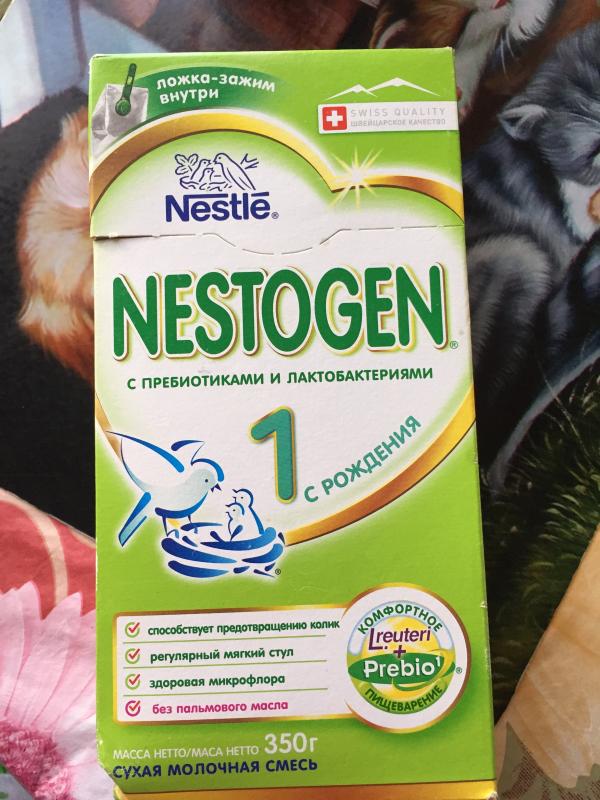 ложка-зажим
внутри
SWISS QUALITY
ШВЕЙЦАРСКОЕ КАЧЕСТВО
Nestlé®
NESTOGEN®
С ПРЕБИОТИКАМИ И ЛАКТОБАКТЕРИЯМИ
1
С РОЖДЕНИЯ
®
способствует предотвращению колик
регулярный мягкий стул
здоровая микрофлора
без пальмового масла
КОМФОРТНОЕ
L.reuteri
+
Prebio1®
ПИЩЕВАРЕНИЕ
МАССА НЕТТО/МАСА НЕТТО 350г
СУХАЯ МОЛОЧНАЯ СМЕСЬ